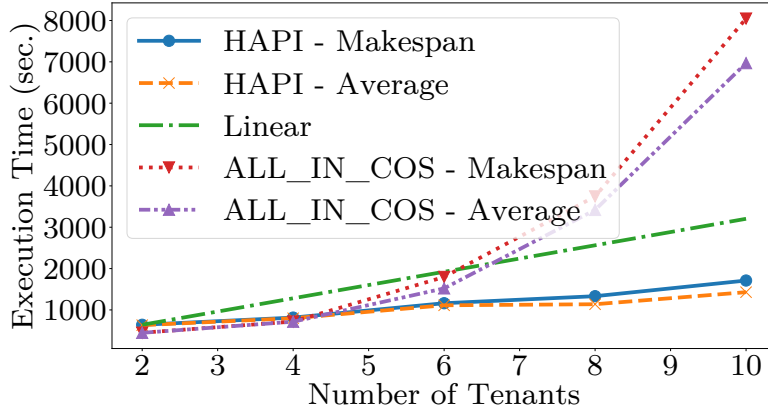 8000
7000
6000
5000
4000
3000
2000
1000
Execution Time (sec.)
HAPI - Makespan
HAPI - Average
Linear
ALL_IN_COS - Makespan
ALL_IN_COS - Average
2 3 4 5 6 7 8 9 10
Number of Tenants